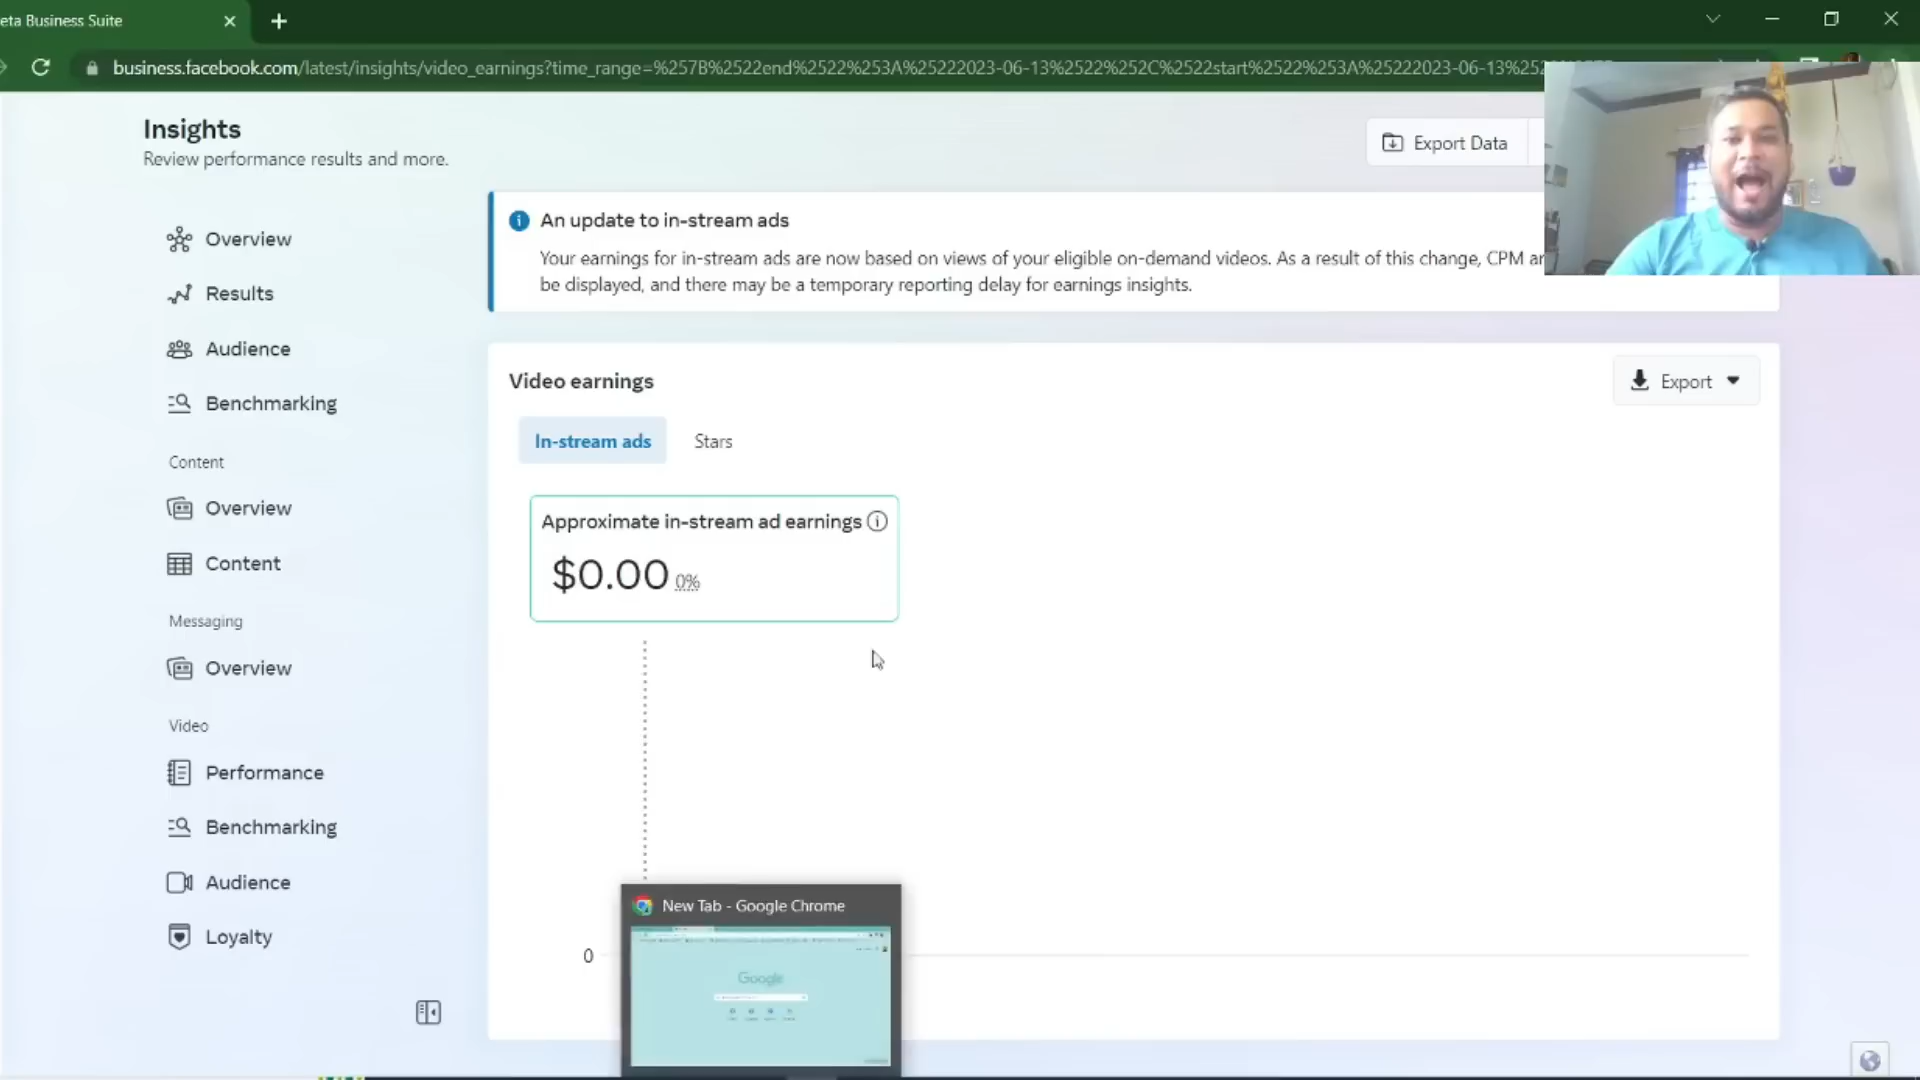 eta Business Suite
business.facebook.com/latest/insights/video_earnings?time_range=%257B%2522end%2522%253A%25222023-06-13%2522%252C%2522start%2522%253A%25222023-06-13%252
Insights
Review performance results and more.
Export Data
Overview
Results
Audience
Benchmarking
Content
Overview
Content
Messaging
Overview
Video
Performance
Benchmarking
Audience
Loyalty
An update to in-stream ads
Your earnings for in-stream ads are now based on views of your eligible on-demand videos. As a result of this change, CPM
be displayed, and there may be a temporary reporting delay for earnings insights.
Video earnings
Export
In-stream ads
Stars
Approximate in-stream ad earnings
$0.00 0%
0
New Tab - Google Chrome
Google